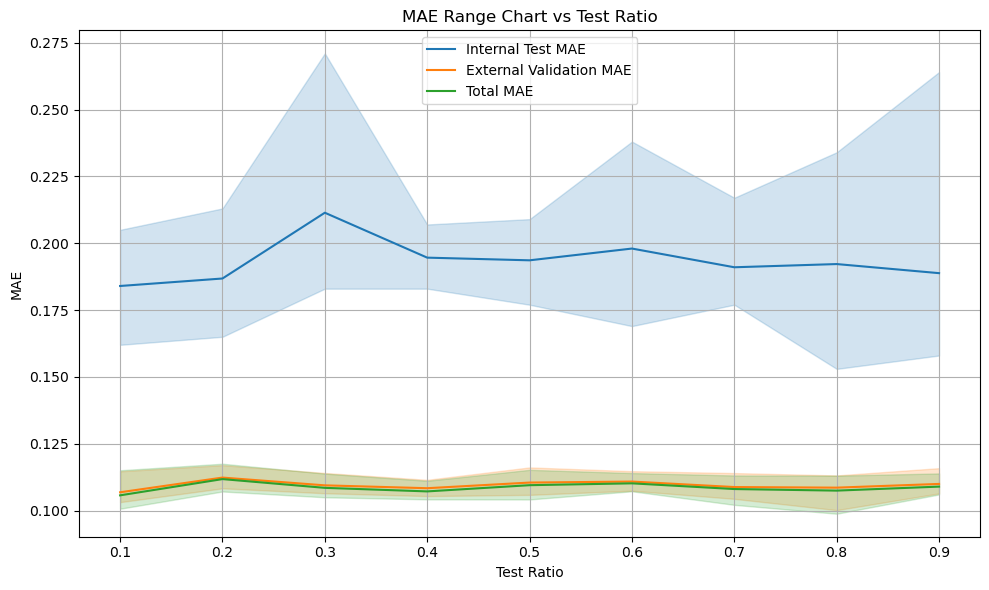 MAE Range Chart vs Test Ratio
Internal Test MAE
External Validation MAE
Total MAE
MAE
0.275
0.250
0.225
0.200
0.175
0.150
0.125
0.100
0.1 0.2 0.3 0.4 0.5 0.6 0.7 0.8 0.9
Test Ratio